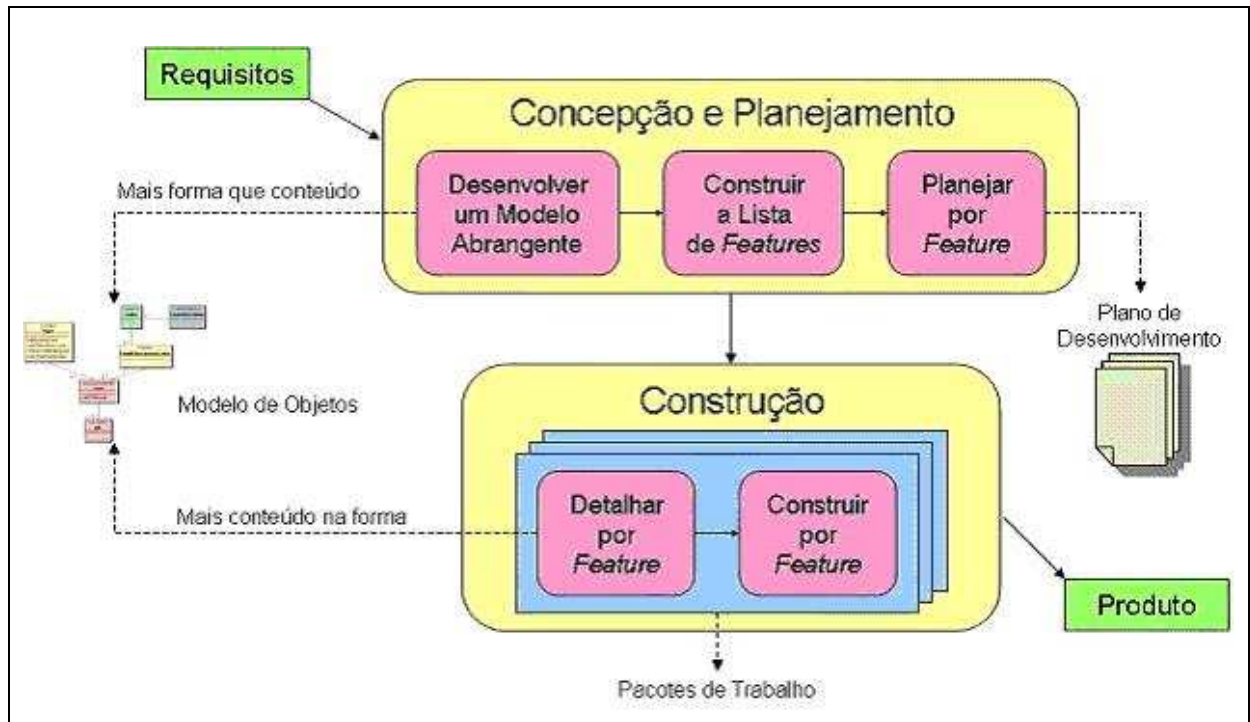 Requisitos
Concepção e Planejamento
Mais forma que conteúdo
Desenvolver
um Modelo
Abrangente
Construir
a Lista
de Features
Planejar
por
Feature
Plano de
Desenvolvimento
Modelo de Objetos
Construção
Mais conteúdo na forma
Detalhar
por
Feature
Construir
por
Feature
Produto
Pacotes de Trabalho